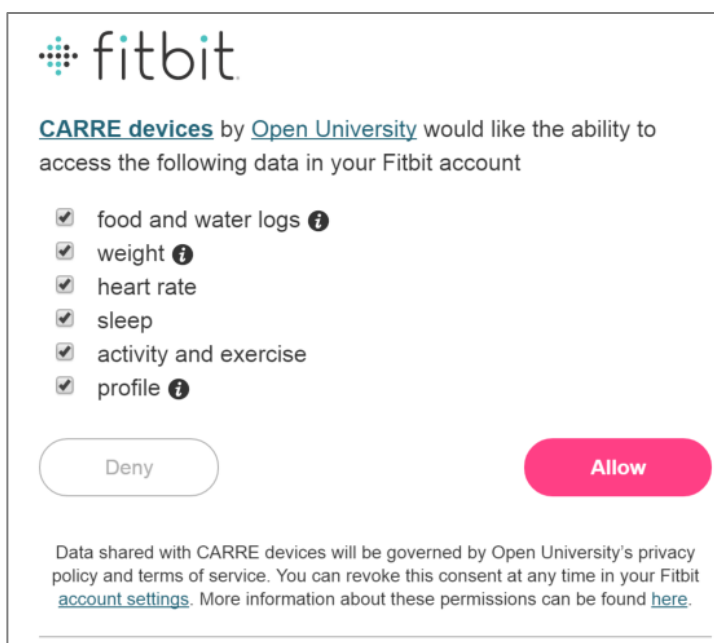 fitbit
CARRE devices by Open University would like the ability to
access the following data in your Fitbit account
food and water logs
weight
heart rate
sleep
activity and exercise
profile
Deny
Allow
Data shared with CARRE devices will be governed by Open University's privacy
policy and terms of service. You can revoke this consent at any time in your Fitbit
account settings. More information about these permissions can be found here.